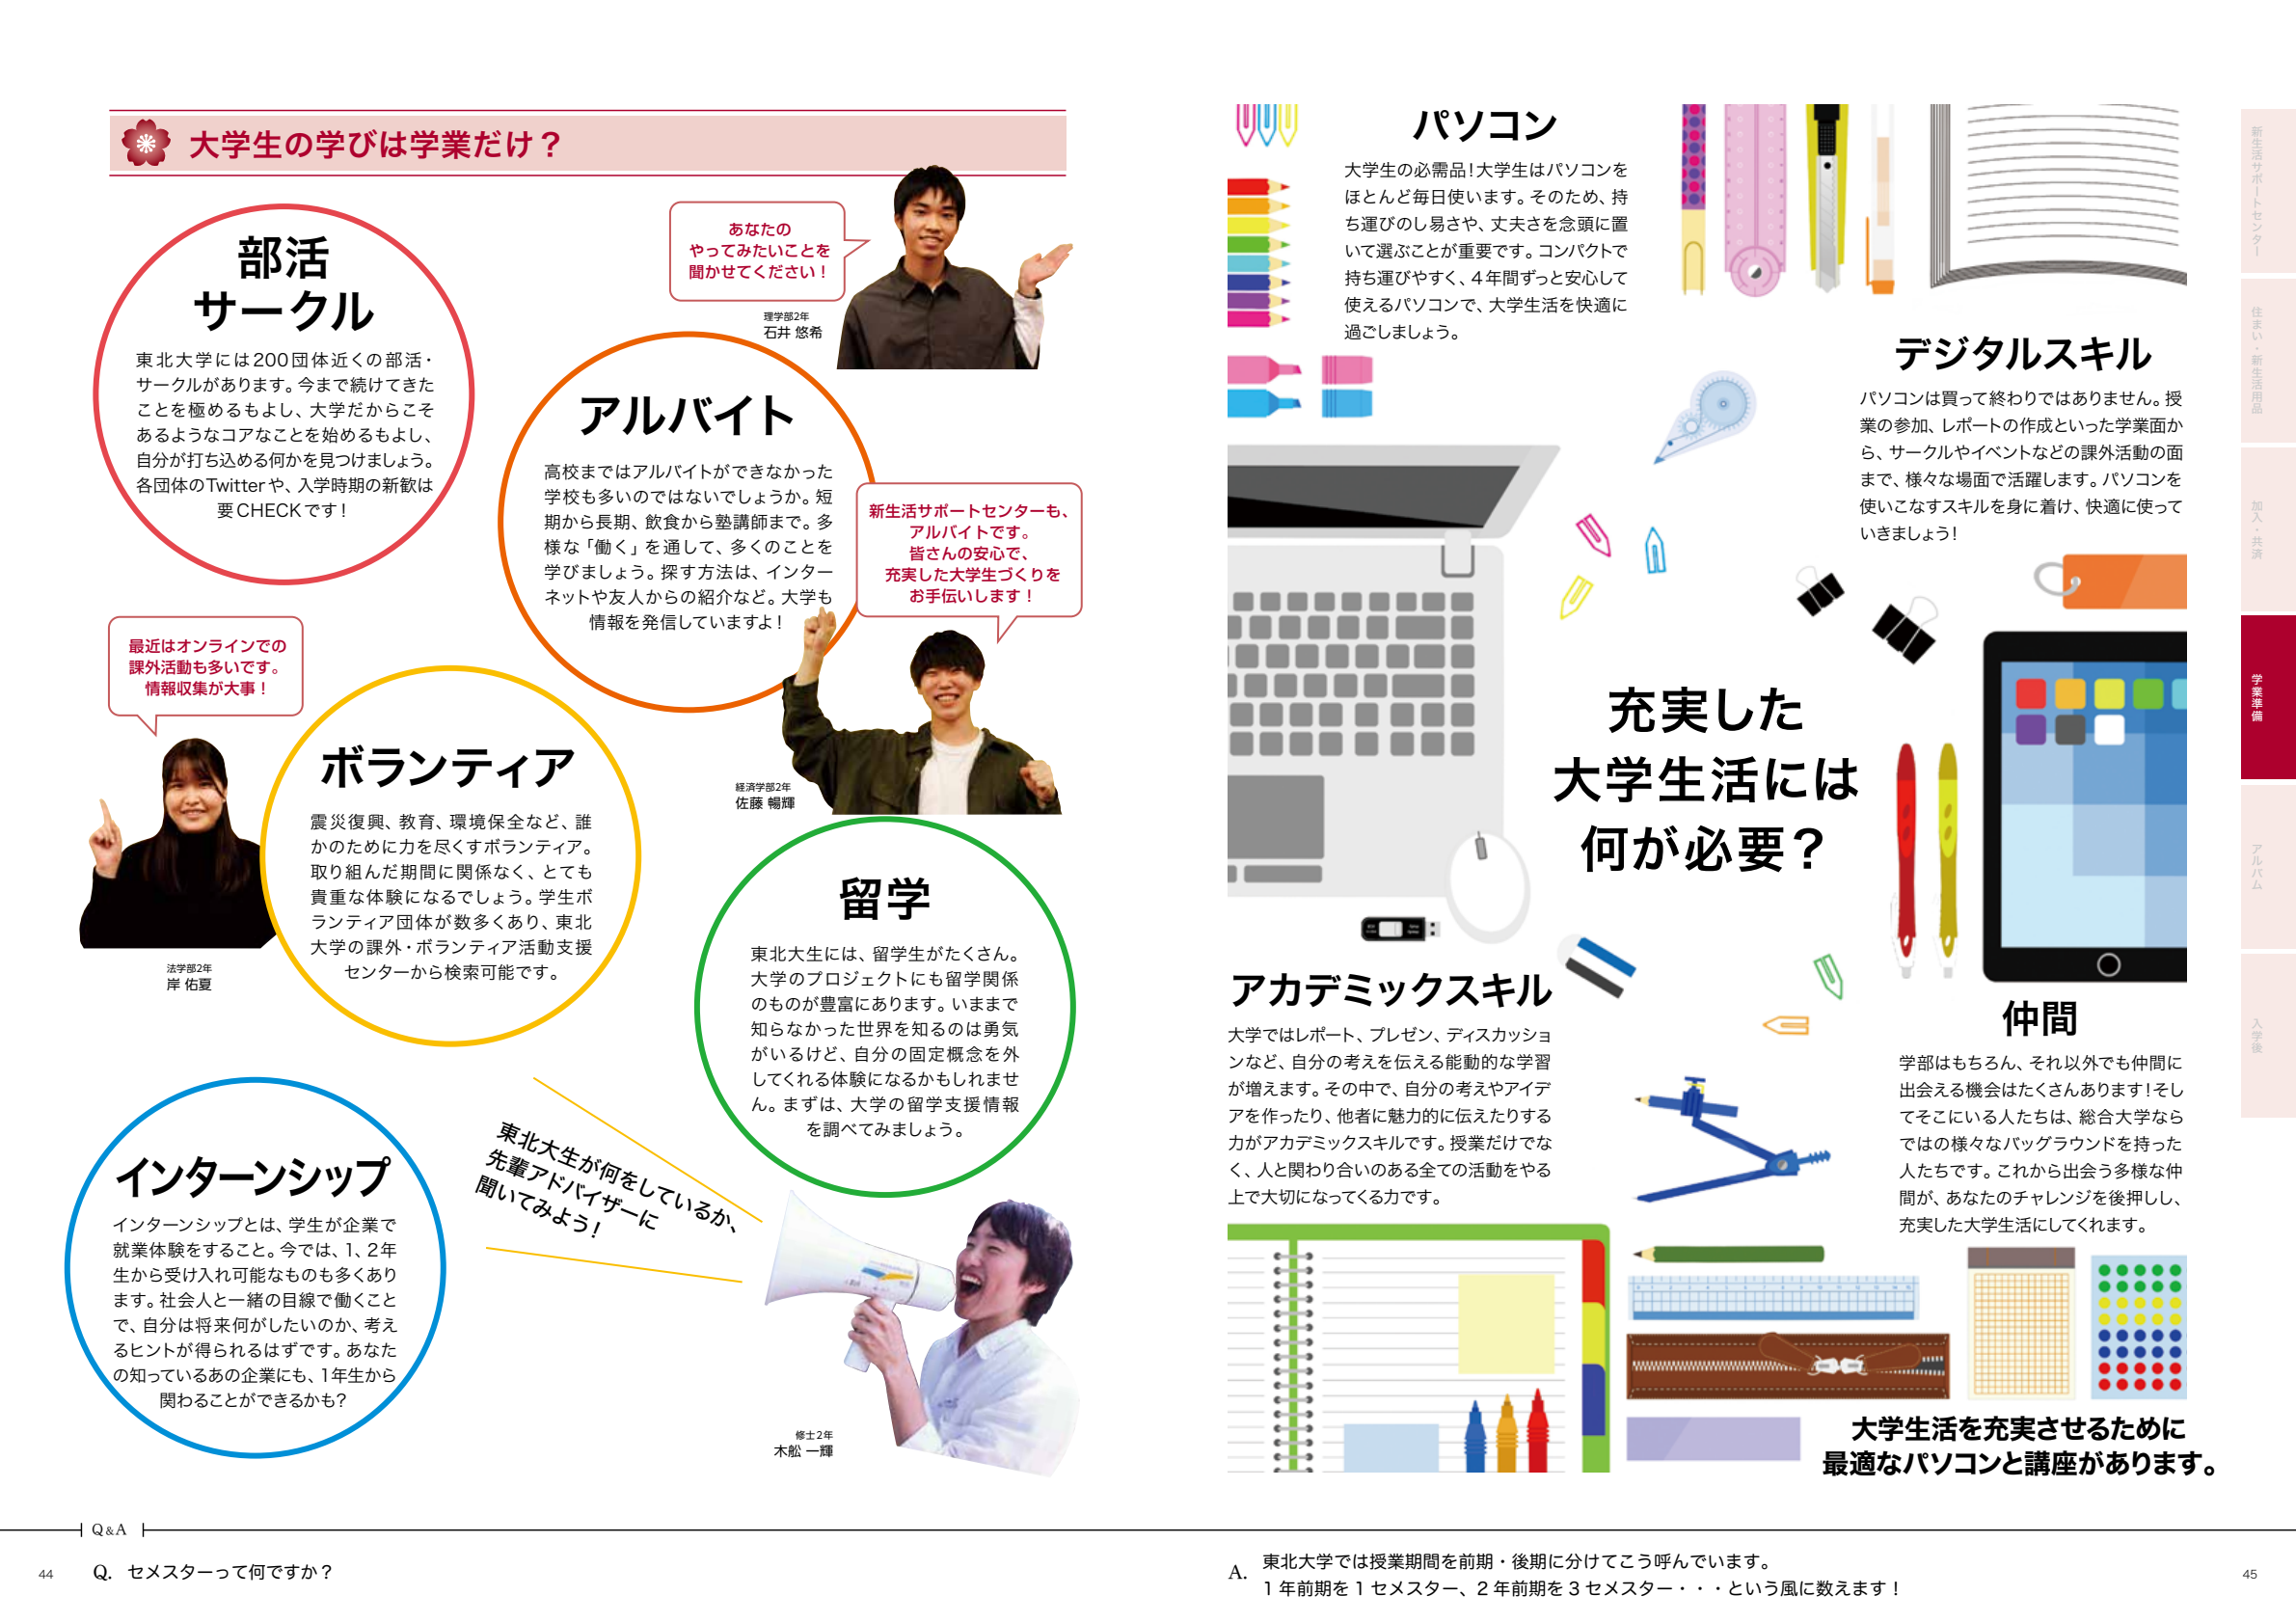 大学生の学びは学業だけ？
部活
サークル
東北大学には200団体近くの部活・
サークルがあります。今まで続けてきた
ことを極めるもよし、大学だからこそ
あるようなコアなことを始めるもよし、
自分が打ち込める何かを見つけましょう。
各団体のTwitterや、入学時期の新歓は
要CHECKです！
あなたの
やってみたいことを
聞かせてください！
理学部2年
石井 悠希
アルバイト
高校まではアルバイトができなかった
学校も多いのではないでしょうか。短
期から長期、飲食から塾講師まで。多
様な「働く」を通して、多くのことを
学びましょう。探す方法は、インター
ネットや友人からの紹介など。大学も
情報を発信していますよ！
新生活サポートセンターも、
アルバイトです。
皆さんの安心で、
充実した大学生づくりを
お手伝いします！
経済学部2年
佐藤 暢輝
最近はオンラインでの
課外活動も多いです。
情報収集が大事！
法学部2年
岸 佑夏
ボランティア
震災復興、教育、環境保全など、誰
かのために力を尽くすボランティア。
取り組んだ期間に関係なく、とても
貴重な体験になるでしょう。学生ボ
ランティア団体が数多くあり、東北
大学の課外・ボランティア活動支援
センターから検索可能です。
留学
東北大生には、留学生がたくさん。
大学のプロジェクトにも留学関係
のものが豊富にあります。いままで
知らなかった世界を知るのは勇気
がいるけど、自分の固定概念を外
してくれる体験になるかもしれませ
ん。まずは、大学の留学支援情報
を調べてみましょう。
インターンシップ
インターンシップとは、学生が企業で
就業体験をすること。今では、1、2年
生から受け入れ可能なものも多くあり
ます。社会人と一緒の目線で働くこと
で、自分は将来何がしたいのか、考え
るヒントが得られるはずです。あなた
の知っているあの企業にも、1年生から
関わることができるかも？
東北大生が何をしているか、
先輩アドバイザーに
聞いてみよう！
修士2年
木舩 一輝
Q&A
44
Q. セメスターって何ですか？
パソコン
大学生の必需品！大学生はパソコンを
ほとんど毎日使います。そのため、持
ち運びのし易さや、丈夫さを念頭に置
いて選ぶことが重要です。コンパクトで
持ち運びやすく、4年間ずっと安心して
使えるパソコンで、大学生活を快適に
過ごしましょう。
デジタルスキル
パソコンは買って終わりではありません。授
業の参加、レポートの作成といった学業面か
ら、サークルやイベントなどの課外活動の面
まで、様々な場面で活躍します。パソコンを
使いこなすスキルを身に着け、快適に使って
いきましょう！
充実した
大学生活には
何が必要？
アカデミックスキル
大学ではレポート、プレゼン、ディスカッショ
ンなど、自分の考えを伝える能動的な学習
が増えます。その中で、自分の考えやアイデ
アを作ったり、他者に魅力的に伝えたりする
力がアカデミックスキルです。授業だけでな
く、人と関わり合いのある全ての活動をやる
上で大切になってくる力です。
仲間
学部はもちろん、それ以外でも仲間に
出会える機会はたくさんあります！そし
てそこにいる人たちは、総合大学なら
ではの様々なバッグラウンドを持った
人たちです。これから出会う多様な仲
間が、あなたのチャレンジを後押しし、
充実した大学生活にしてくれます。
大学生活を充実させるために
最適なパソコンと講座があります。
A. 東北大学では授業期間を前期・後期に分けてこう呼んでいます。
1年前期を1セメスター、2年前期を3セメスター・・・という風に数えます！
45
新生活サポートセンター
住まい・新生活用品
加入・共済
学業準備
アルバム
入学後